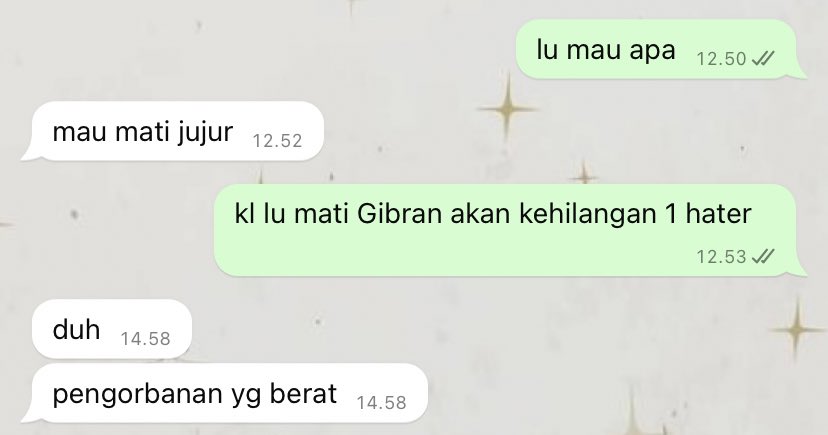 lu mau apa 12.50
mau mati jujur 12.52
kl lu mati Gibran akan kehilangan 1 hater
12.53
duh 14.58
pengorbanan yg berat 14.58